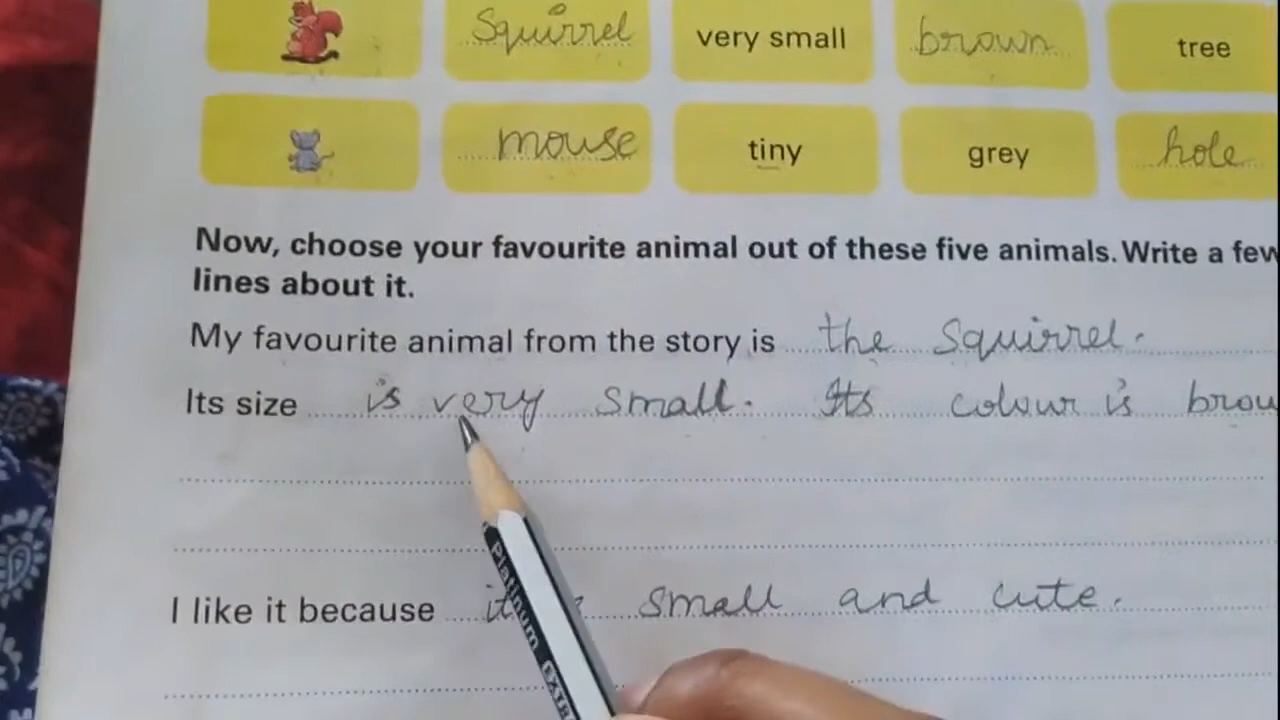 Squirrel very small brown tree
mouse tiny grey hole
Now, choose your favourite animal out of these five animals. Write a few
lines about it.
My favourite animal from the story is the Squirrel.
Its size is very small. Its colour is brou
I like it because small and cute.
Platinum EXTR